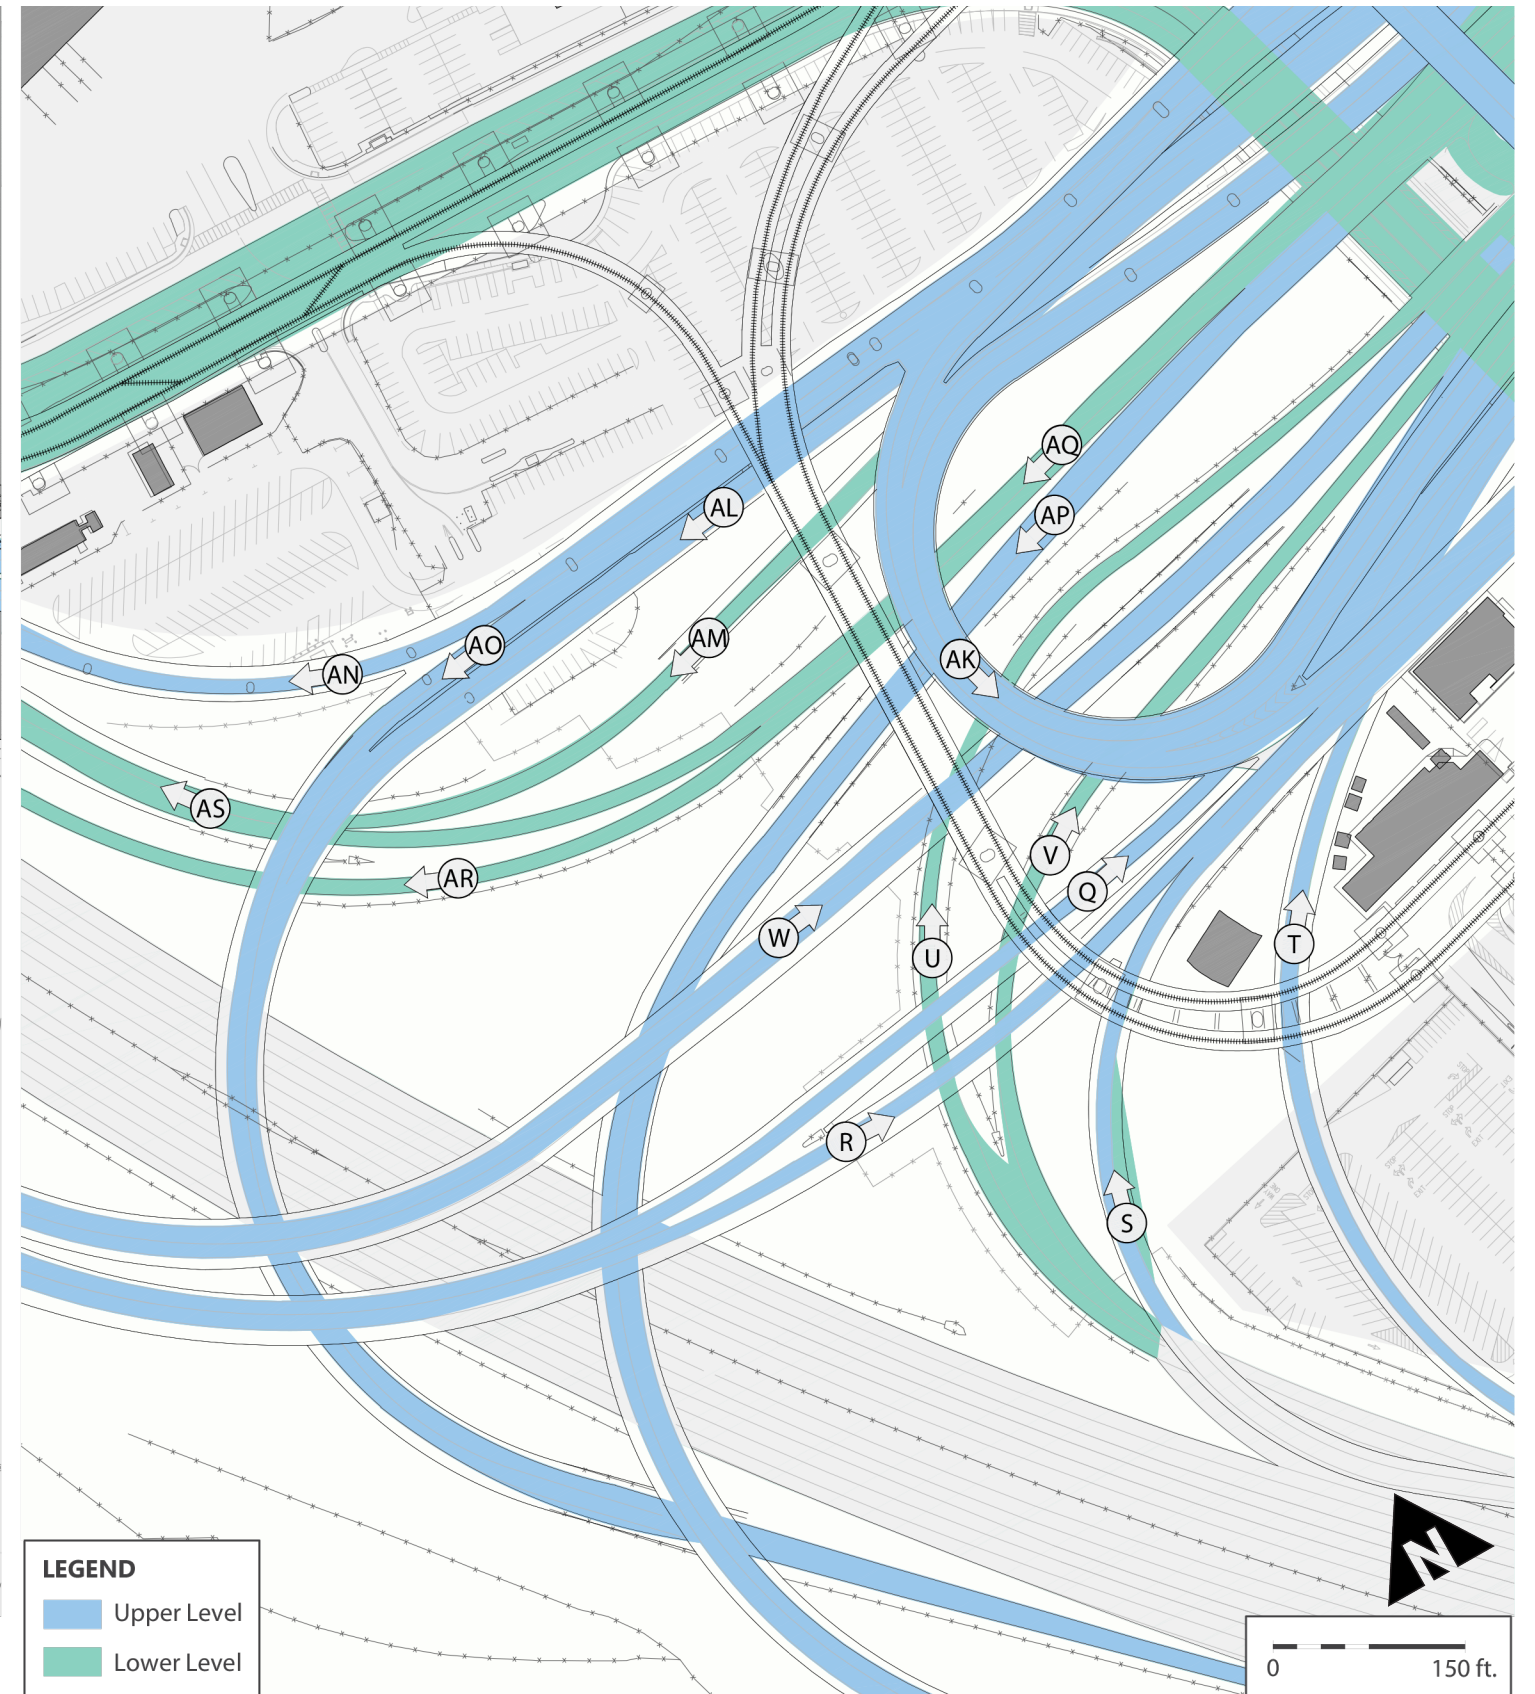 AQ
AL
AP
AM
AO
AK
AN
AS
V
AR
Q
W
T
U
R
S
N
LEGEND
Upper Level
Lower Level
0 150 ft.